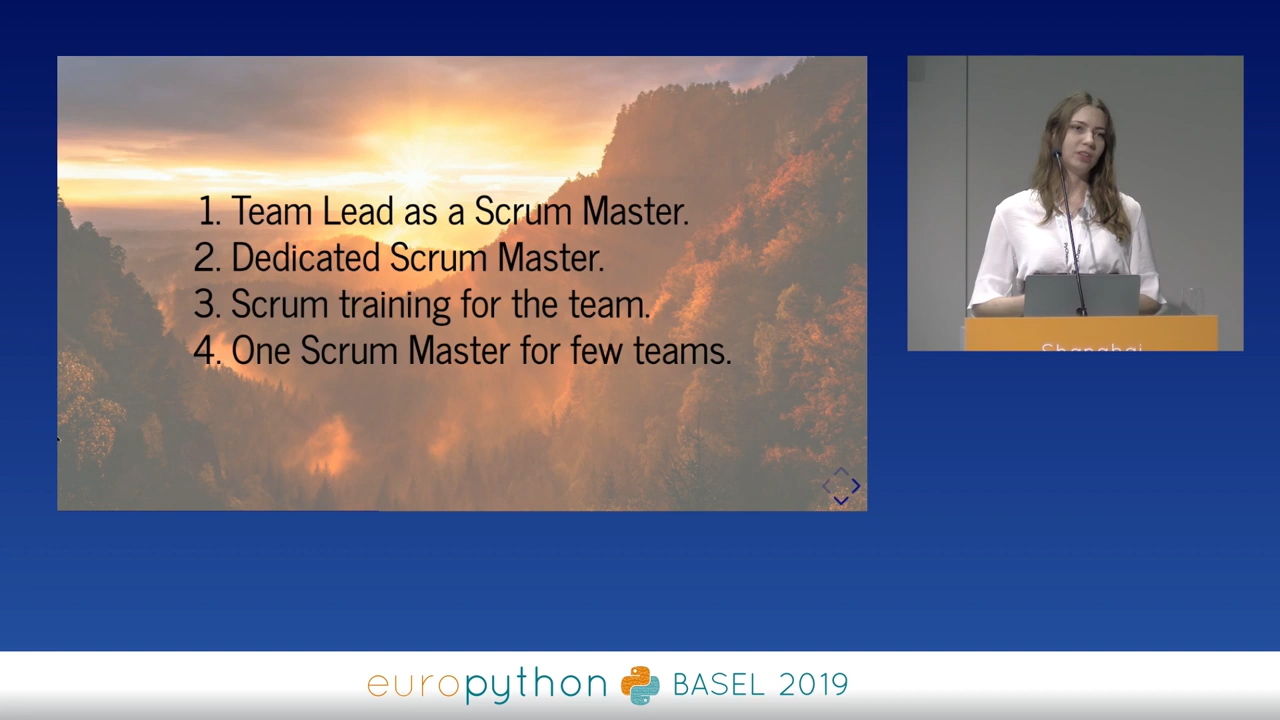 1. Team Lead as a Scrum Master.
2. Dedicated Scrum Master.
3. Scrum training for the team.
4. One Scrum Master for few teams.
Shanghai
europython BASEL 2019